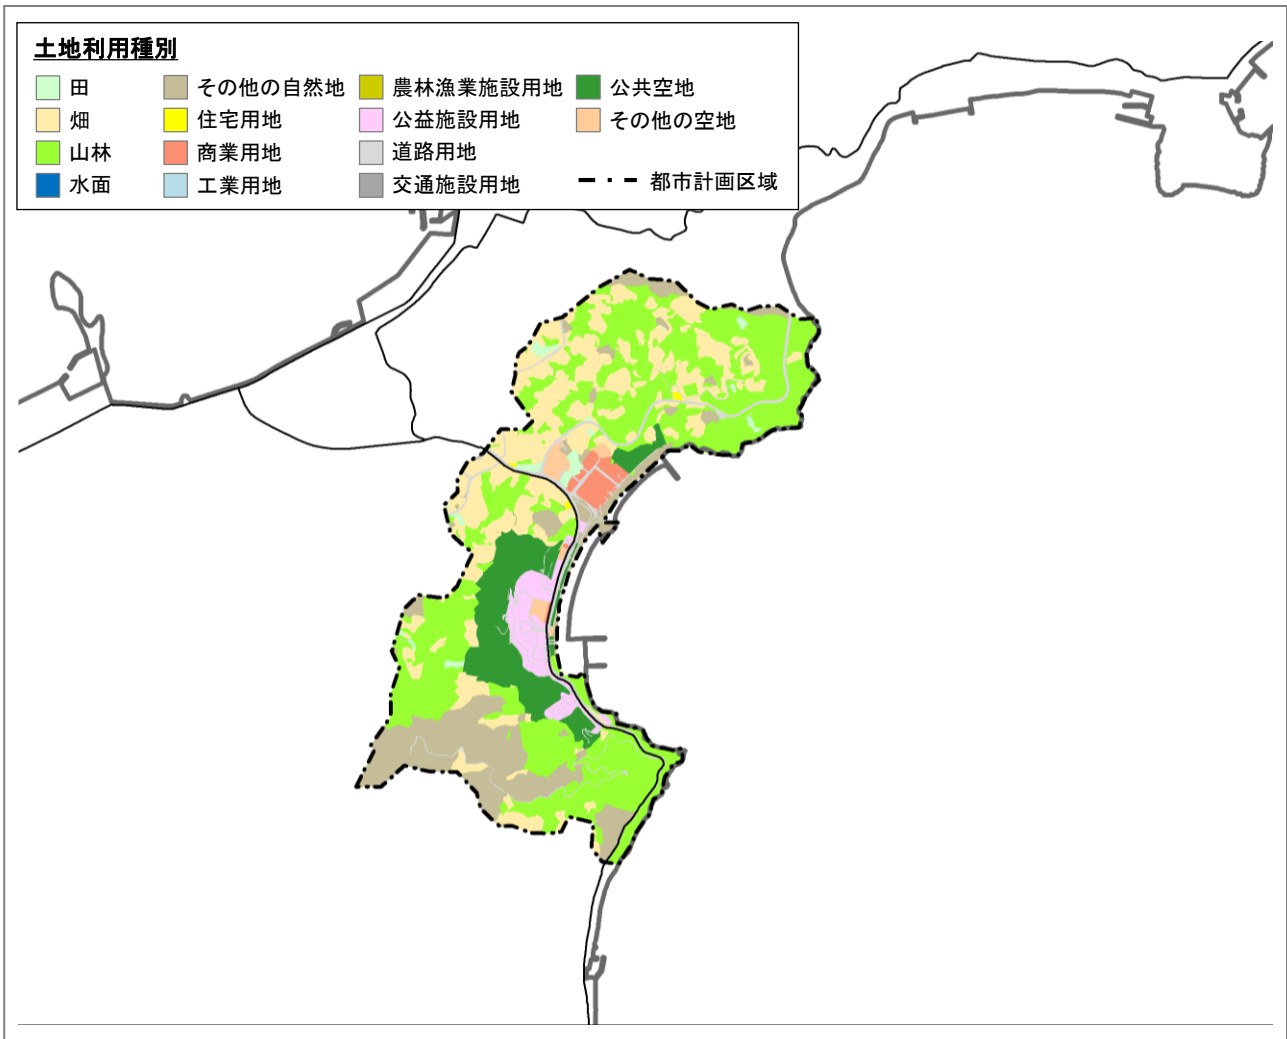 土地利用種別
田
畑
山林
水面
その他の自然地
住宅用地
商業用地
工業用地
農林漁業施設用地
公益施設用地
道路用地
交通施設用地
公共空地
その他の空地
都市計画区域